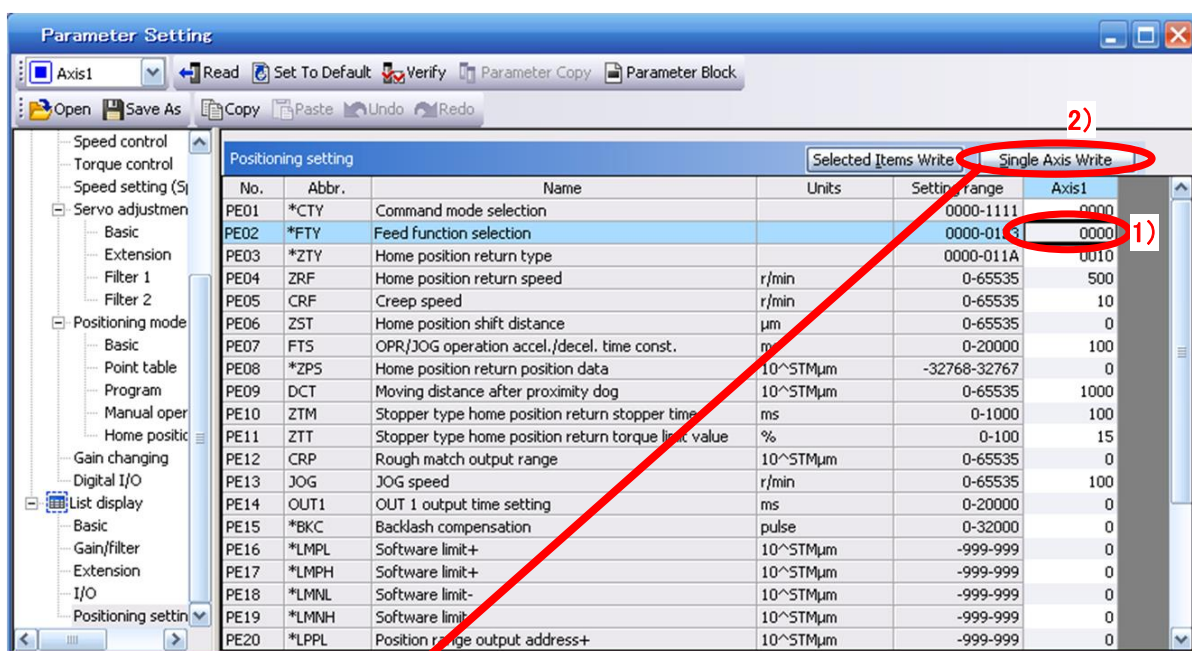 Parameter Setting
Axis1 Read Set To Default Verify Parameter Copy Parameter Block
Open Save As Copy Paste Undo Redo
2)
Speed control
Torque control
Speed setting (Sp
Servo adjustmen
Basic
Extension
Filter 1
Filter 2
Positioning mode
Basic
Point table
Program
Manual oper
Home positic
Gain changing
Digital I/O
List display
Basic
Gain/filter
Extension
I/O
Positioning settin
Positioning setting Selected Items Write Single Axis Write
No. Abbr. Name Units Setting range Axis1
PE01 *CTY Command mode selection 0000-1111 0000
PE02 *FTY Feed function selection 0000 1)
PE03 *ZTY Home position return type 0000-011A 0010
PE04 ZRF Home position return speed r/min 0-65535 500
PE05 CRF Creep speed r/min 0-65535 10
PE06 ZST Home position shift distance μm 0-65535 0
PE07 FTS OPR/JOG operation accel./decel. time const. ms 0-20000 100
PE08 *ZPS Home position return position data 10^STMμm -32768-32767 0
PE09 DCT Moving distance after proximity dog 10^STMμm 0-65535 1000
PE10 ZTM Stopper type home position return stopper time ms 0-1000 100
PE11 ZTT Stopper type home position return torque limit value % 0-100 15
PE12 CRP Rough match output range 10^STMμm 0-65535 0
PE13 JOG JOG speed r/min 0-65535 100
PE14 OUT1 OUT 1 output time setting ms 0-20000 0
PE15 *BKC Backlash compensation pulse 0-32000 0
PE16 *LMPL Software limit+ 10^STMμm -999-999 0
PE17 *LMPH Software limit+ 10^STMμm -999-999 0
PE18 *LMNL Software limit- 10^STMμm -999-999 0
PE19 *LMNH Software limit- 10^STMμm -999-999 0
PE20 *LPPL Position range output address+ 10^STMμm -999-999 0